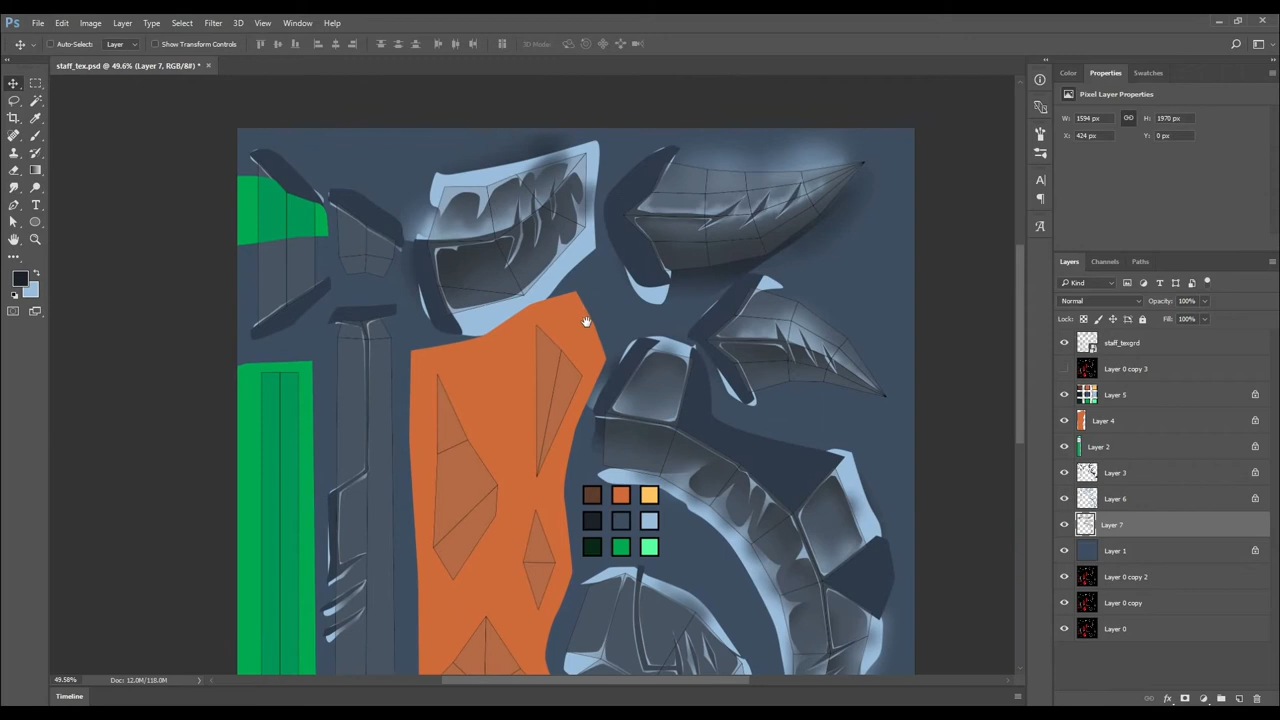 Ps File Edit Image Layer Type Select Filter 3D View Window Help
Auto-Select: Layer Show Transform Controls 3D Mode:
staff_tex.psd @ 49.6% (Layer 7, RGB/8#) * ×
Color Properties Swatches
Pixel Layer Properties
W: 1594 px H: 1970 px
X: 424 px Y: 0 px
Layers Channels Paths
Kind
Normal Opacity: 100%
Lock: Fill: 100%
staff_texgrd
Layer 0 copy 3
Layer 5
Layer 4
Layer 2
Layer 3
Layer 6
Layer 7
Layer 1
Layer 0 copy 2
Layer 0 copy
Layer 0
49.58% Doc: 12.0M/118.0M
Timeline